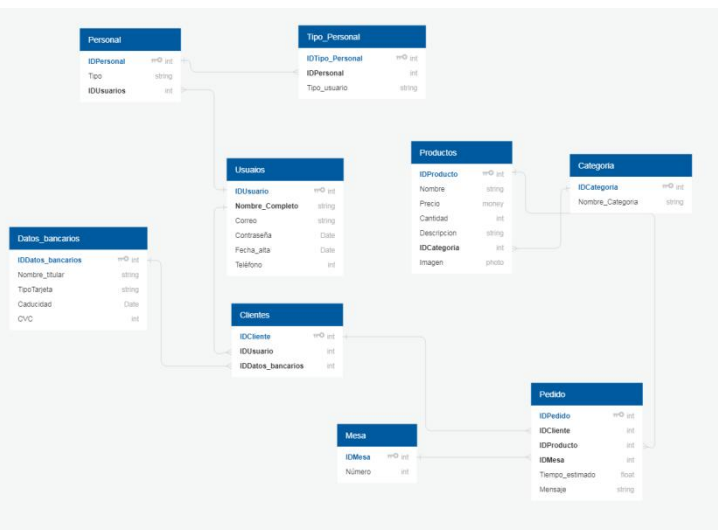 Personal
IDPersonal int
Tipo string
IDUsuarios int
Tipo_Personal
IDTipo_Personal int
IDPersonal int
Tipo_usuario string
Usuaios
IDUsuario int
Nombre_Completo string
Correo string
Contraseña Date
Fecha_alta Date
Teléfono int
Productos
IDProducto int
Nombre string
Precio money
Cantidad int
Descripcion string
IDCategoria int
Imagen photo
Categoria
IDCategoria int
Nombre_Categoria string
Datos_bancarios
IDDatos_bancarios int
Nombre_titular string
TipoTarjeta string
Caducidad Date
CVC int
Clientes
IDCliente int
IDUsuario int
IDDatos_bancarios int
Mesa
IDMesa int
Número int
Pedido
IDPedido int
IDCliente int
IDProducto int
IDMesa int
Tiempo_estimado float
Mensaje string